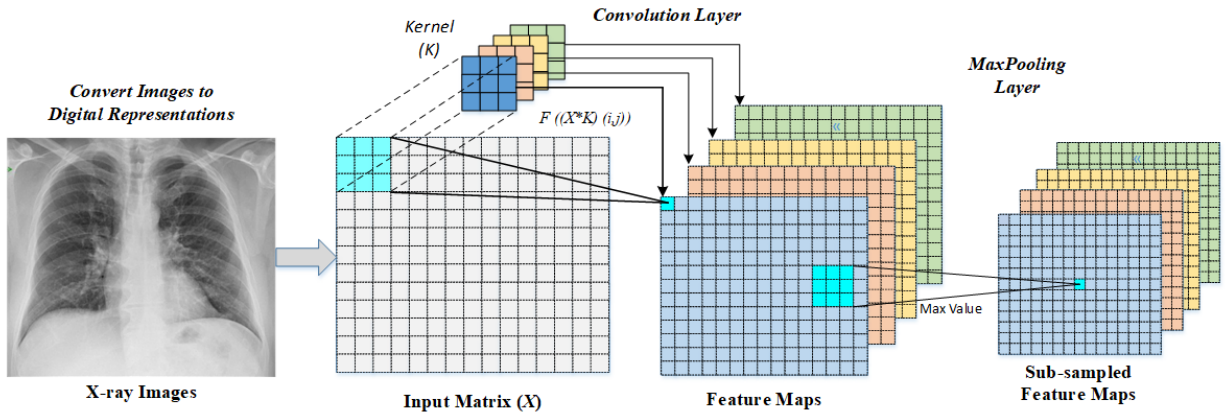 Convolution Layer
Kernel
(K)
MaxPooling
Layer
Convert Images to
Digital Representations
F ((X*K) (i,j))
«
«
Max Value
X-ray Images
Input Matrix (X)
Feature Maps
Sub-sampled
Feature Maps